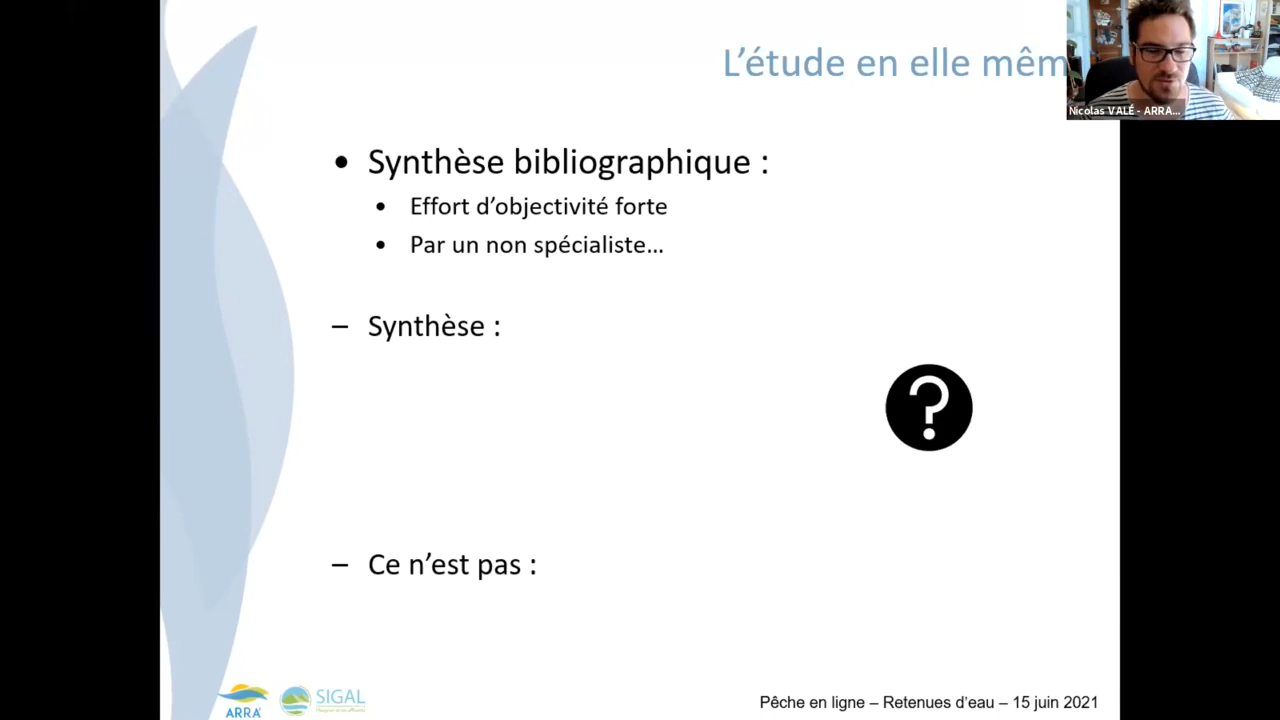 L’étude en elle mêm
Nicolas VALÉ - ARRA...
• Synthèse bibliographique :
• Effort d’objectivité forte
• Par un non spécialiste…
– Synthèse :
?
– Ce n’est pas :
ARRA²
SIGAL
Pêche en ligne – Retenues d’eau – 15 juin 2021